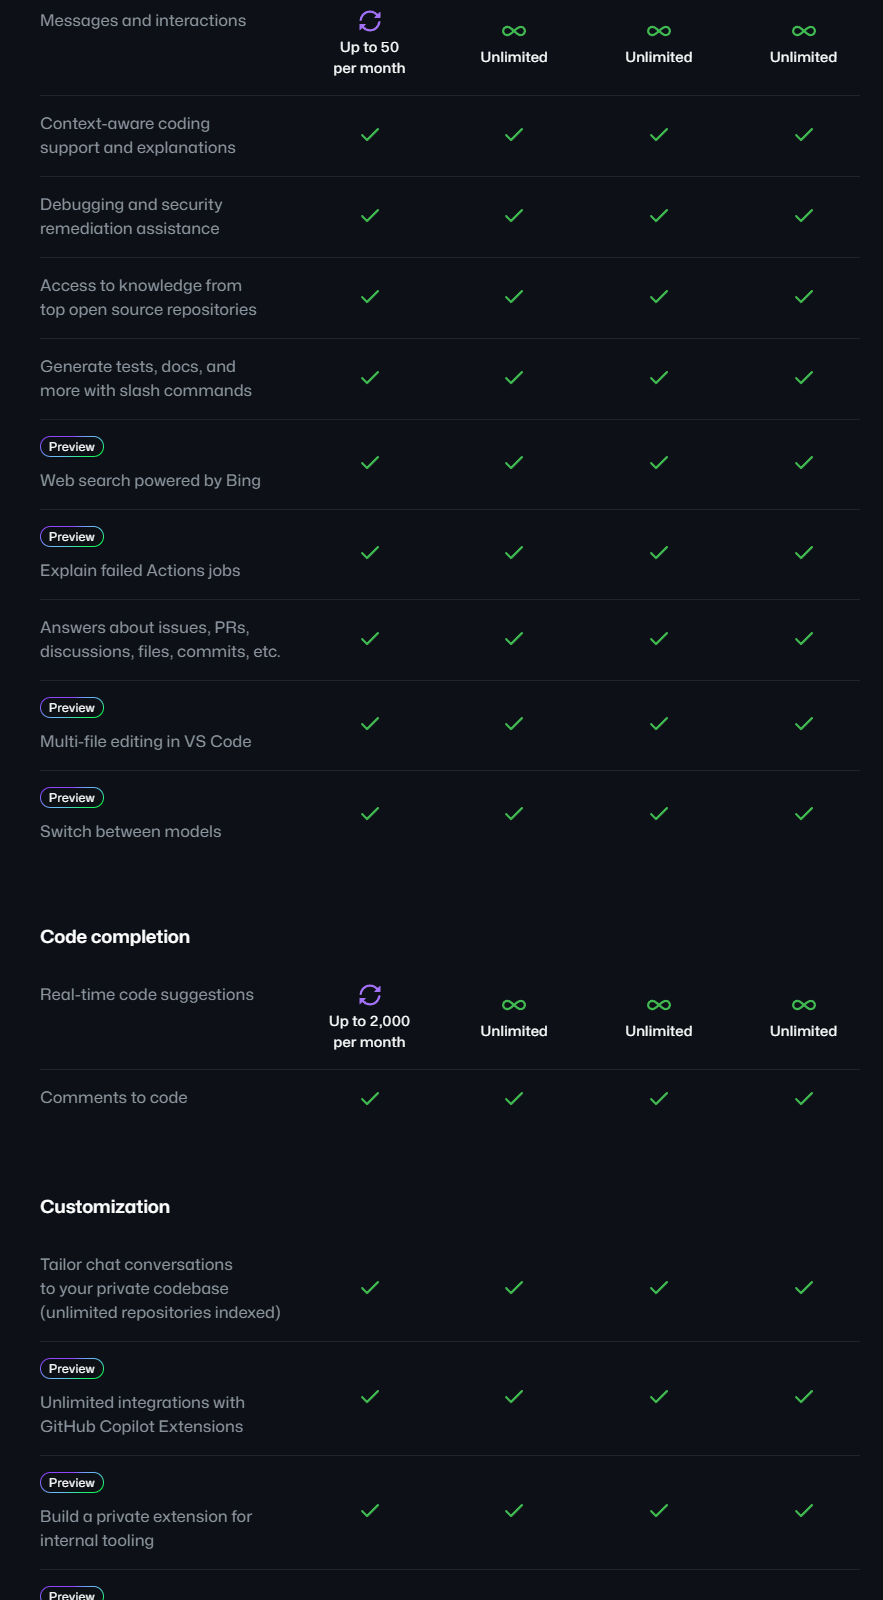 Messages and interactions
Up to 50
per month
Unlimited
Unlimited
Unlimited
Context-aware coding
support and explanations
Debugging and security
remediation assistance
Access to knowledge from
top open source repositories
Generate tests, docs, and
more with slash commands
Preview
Web search powered by Bing
Preview
Explain failed Actions jobs
Answers about issues, PRs,
discussions, files, commits, etc.
Preview
Multi-file editing in VS Code
Preview
Switch between models
Code completion
Real-time code suggestions
Up to 2,000
per month
Unlimited
Unlimited
Unlimited
Comments to code
Customization
Tailor chat conversations
to your private codebase
(unlimited repositories indexed)
Preview
Unlimited integrations with
GitHub Copilot Extensions
Preview
Build a private extension for
internal tooling
Preview